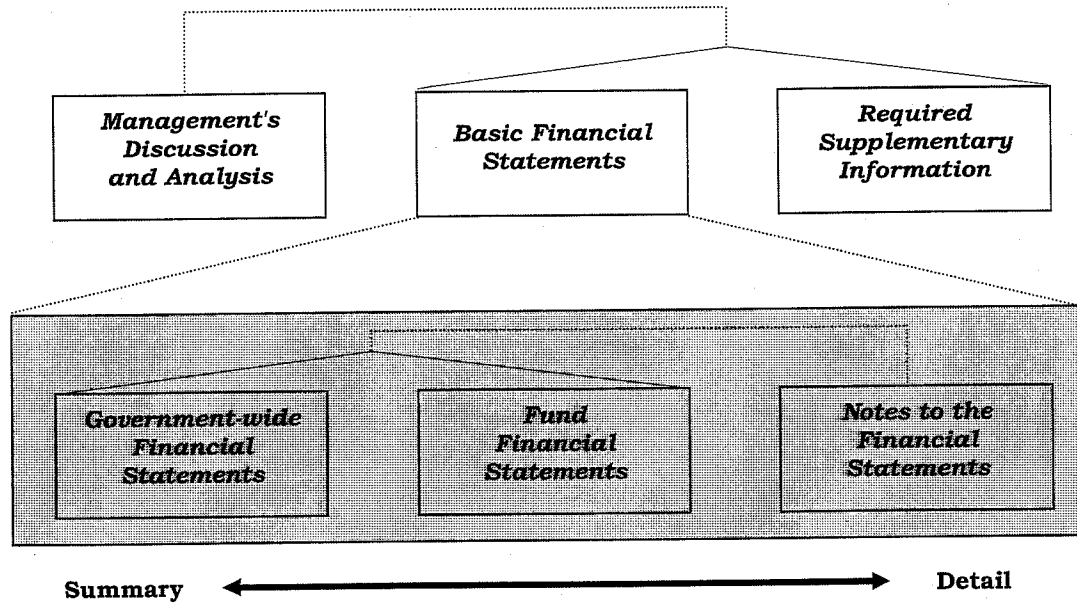 Management's
Discussion
and Analysis
Basic Financial
Statements
Required
Supplementary
Information
Government-wide
Financial
Statements
Fund
Financial
Statements
Notes to the
Financial
Statements
Summary
Detail